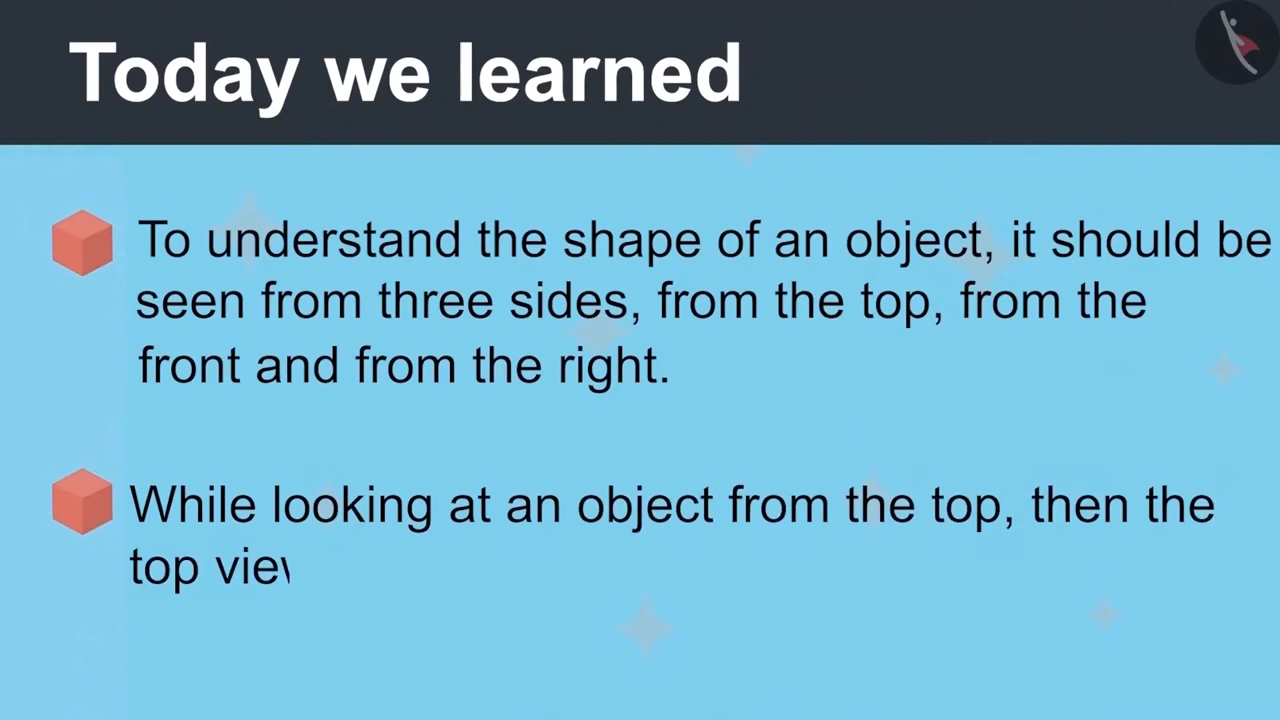 Today we learned
To understand the shape of an object, it should be
seen from three sides, from the top, from the
front and from the right.
While looking at an object from the top, then the
top